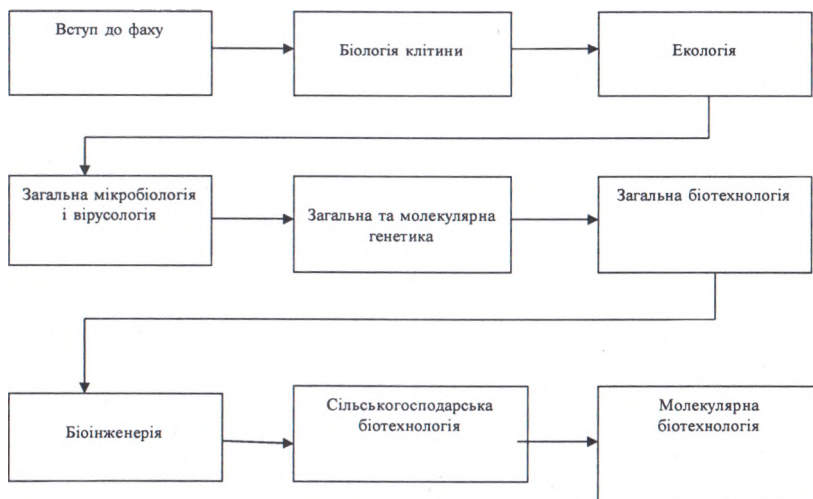 Вступ до фаху
Біологія клітини
Екологія
Загальна мікробіологія
і вірусологія
Загальна та молекулярна
генетика
Загальна біотехнологія
Біоінженерія
Сільськогосподарська
біотехнологія
Молекулярна
біотехнологія